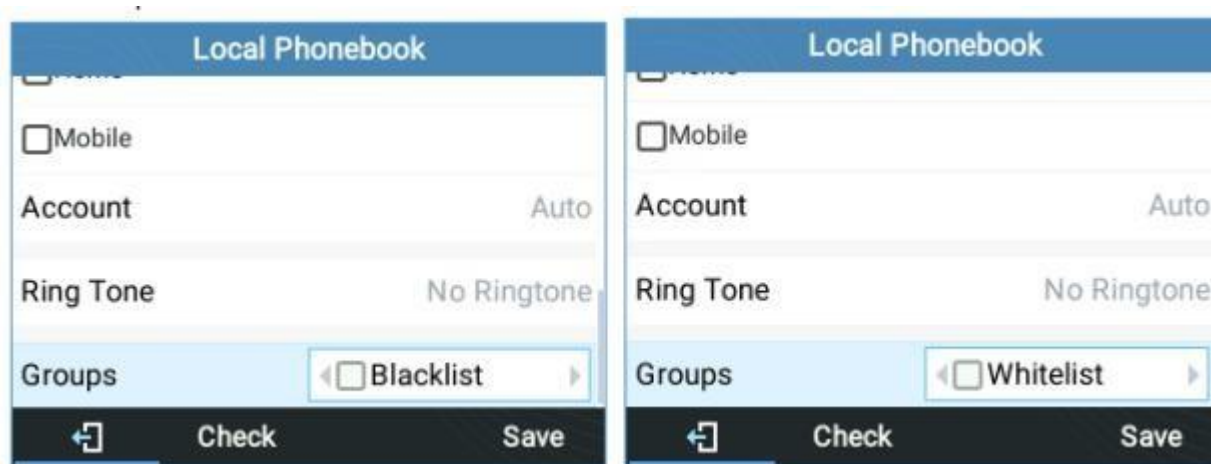 Local Phonebook
Mobile
Account Auto
Ring Tone No Ringtone
Groups Blacklist
Check Save
Local Phonebook
Mobile
Account Auto
Ring Tone No Ringtone
Groups Whitelist
Check Save